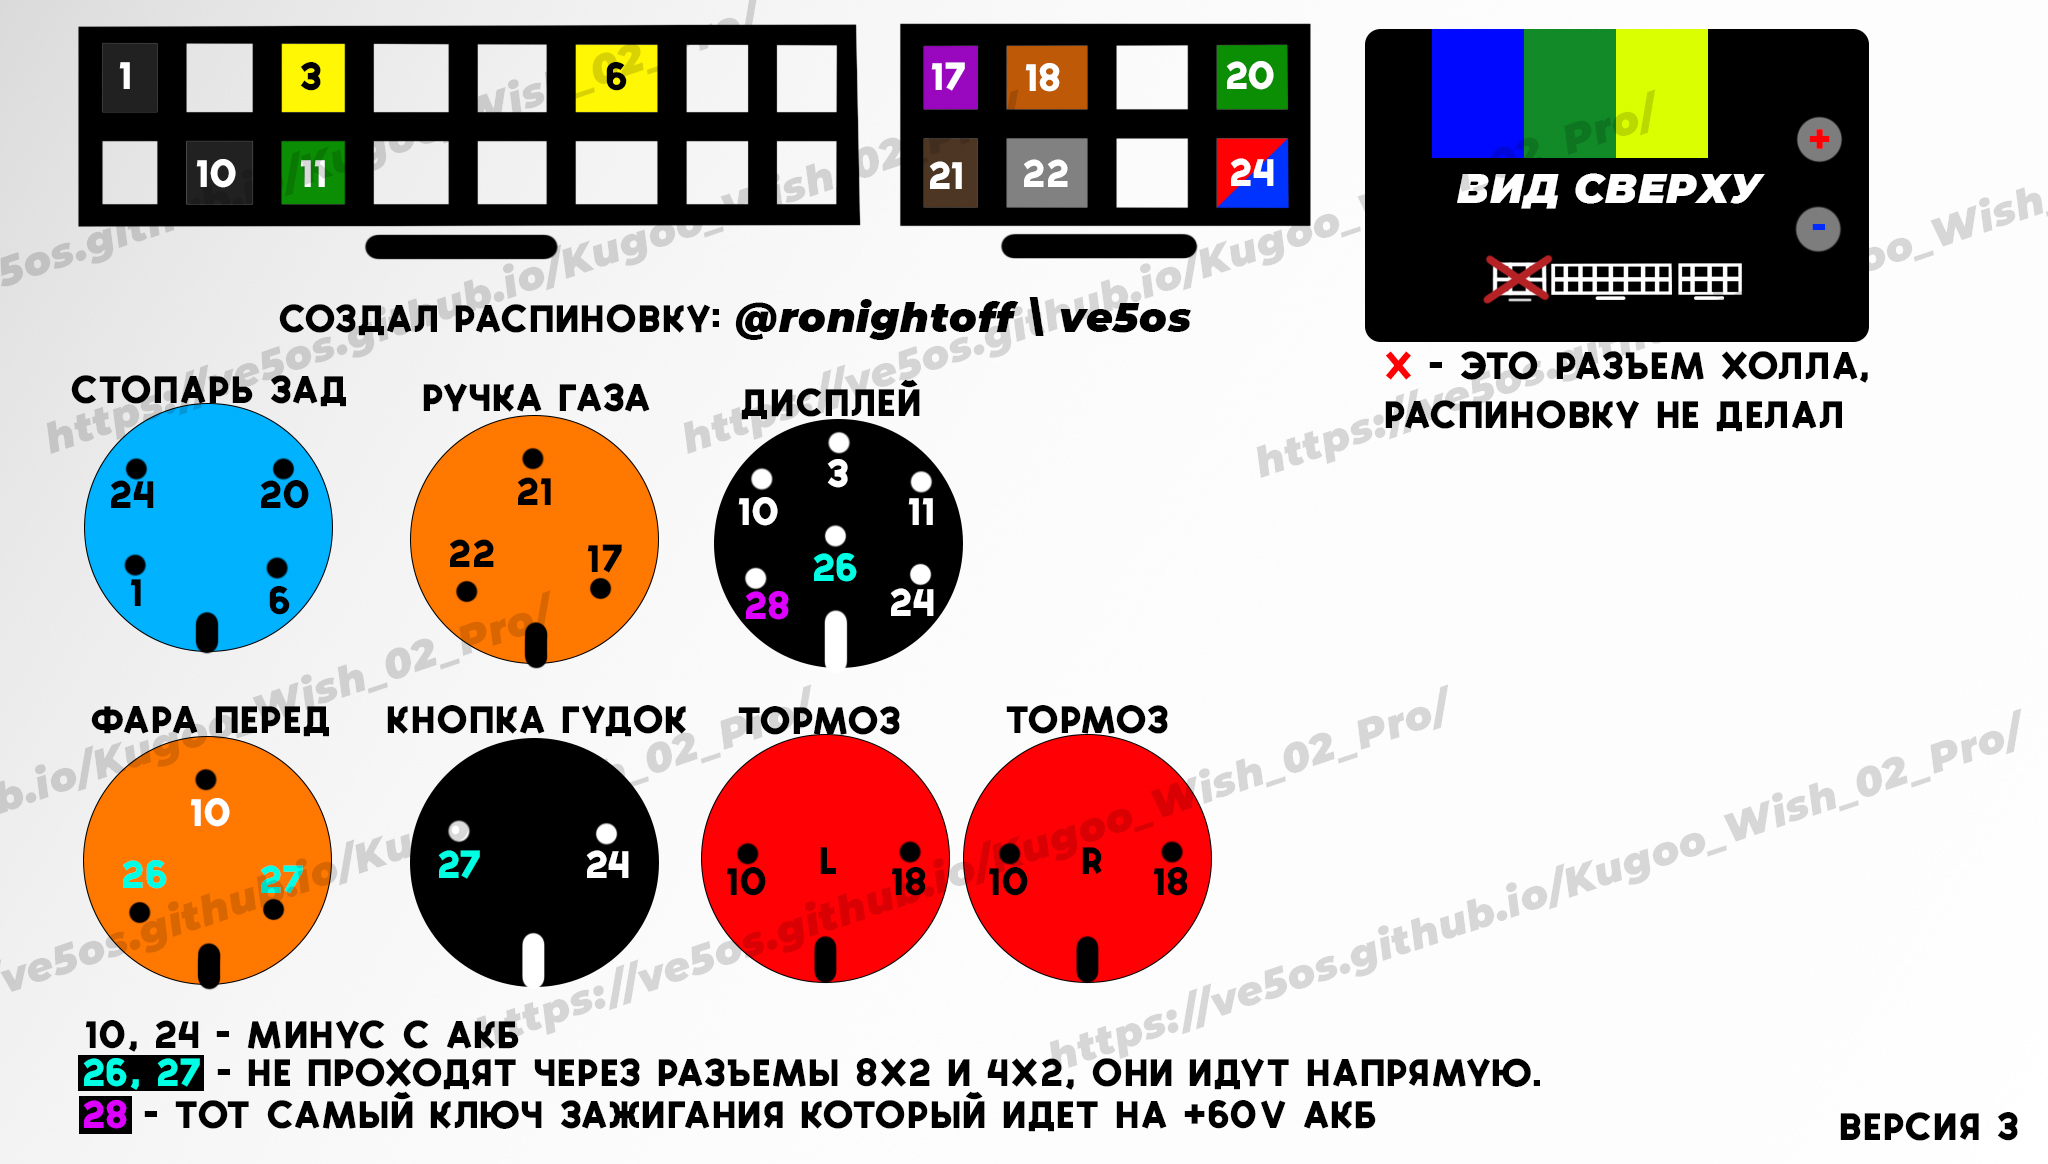 1 3 6
10 11
17 18 20
21 22 24
+
ВИД СВЕРХУ
-
СОЗДАЛ РАСПИНОВКУ: @ronightoff \ ve5os
X - ЭТО РАЗЪЕМ ХОЛЛА,
РАСПИНОВКУ НЕ ДЕЛАЛ
СТОПАРЬ ЗАД
24 20
1 6
РУЧКА ГАЗА
21
22 17
ДИСПЛЕЙ
3
10 11
26
28 24
ФАРА ПЕРЕД
10
26 27
КНОПКА ГУДОК
27 24
ТОРМОЗ
10 L 18
ТОРМОЗ
10 R 18
10, 24 - МИНУС С АКБ
26, 27 - НЕ ПРОХОДЯТ ЧЕРЕЗ РАЗЪЕМЫ 8X2 И 4X2, ОНИ ИДУТ НАПРЯМУЮ.
28 - ТОТ САМЫЙ КЛЮЧ ЗАЖИГАНИЯ КОТОРЫЙ ИДЕТ НА +60V АКБ
ВЕРСИЯ 3
https://ve5os.github.io/Kugoo_Wish_02_Pro/